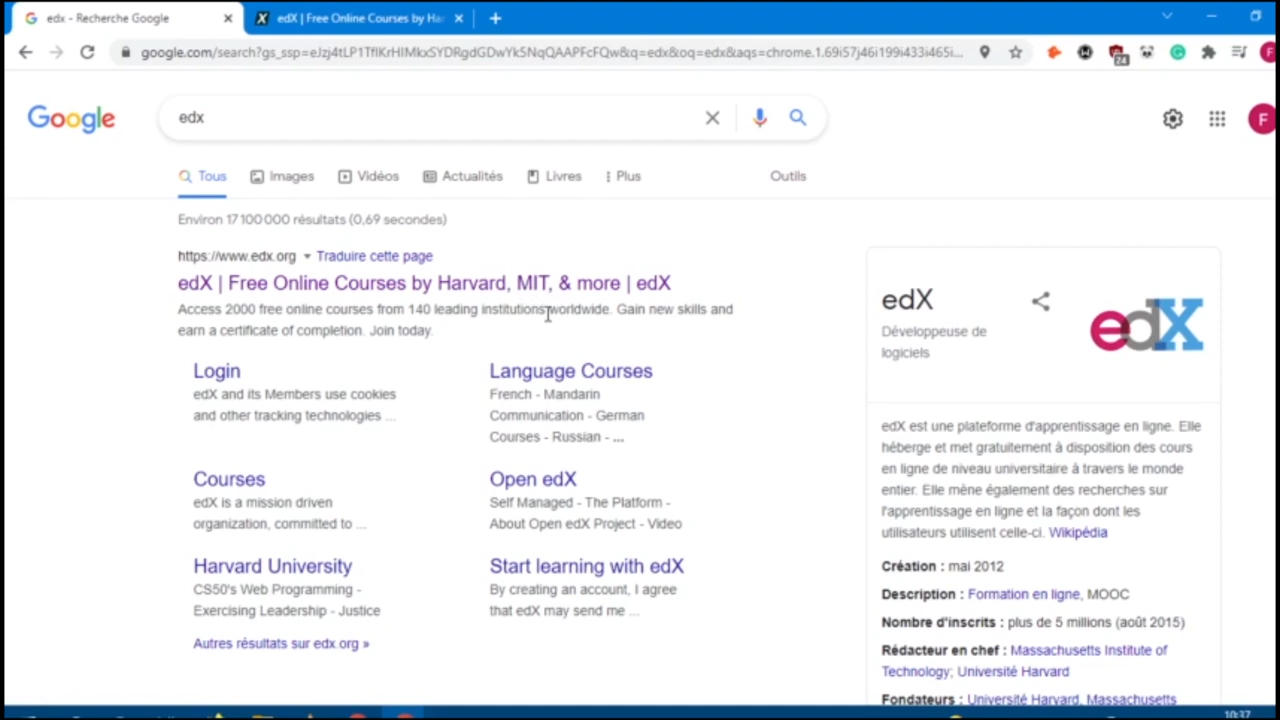 edx - Recherche Google
edX | Free Online Courses by Ha
google.com/search?gs_ssp=eJzj4tLP1TfIKrHIMkxSYDRgdGDwYk5NqQAAPFcFQw&q=edx&oq=edx&aqs=chrome.1.69i57j46i199i433i465i...
24
F
Google
edx
F
Tous
Images
Vidéos
Actualités
Livres
Plus
Outils
Environ 17 100 000 résultats (0,69 secondes)
https://www.edx.org
Traduire cette page
edX | Free Online Courses by Harvard, MIT, & more | edX
Access 2000 free online courses from 140 leading institutions worldwide. Gain new skills and
earn a certificate of completion. Join today.
Login
edX and its Members use cookies
and other tracking technologies ...
Language Courses
French - Mandarin
Communication - German
Courses - Russian - ...
Courses
edX is a mission driven
organization, committed to ...
Open edX
Self Managed - The Platform -
About Open edX Project - Video
Harvard University
CS50's Web Programming -
Exercising Leadership - Justice
Start learning with edX
By creating an account, I agree
that edX may send me ...
Autres résultats sur edx.org »
edX
Développeuse de
logiciels
edX
edX est une plateforme d'apprentissage en ligne. Elle
héberge et met gratuitement à disposition des cours
en ligne de niveau universitaire à travers le monde
entier. Elle mène également des recherches sur
l'apprentissage en ligne et la façon dont les
utilisateurs utilisent celle-ci. Wikipédia
Création : mai 2012
Description : Formation en ligne, MOOC
Nombre d'inscrits : plus de 5 millions (août 2015)
Rédacteur en chef : Massachusetts Institute of
Technology; Université Harvard
Fondateurs : Université Harvard, Massachusetts
10:37